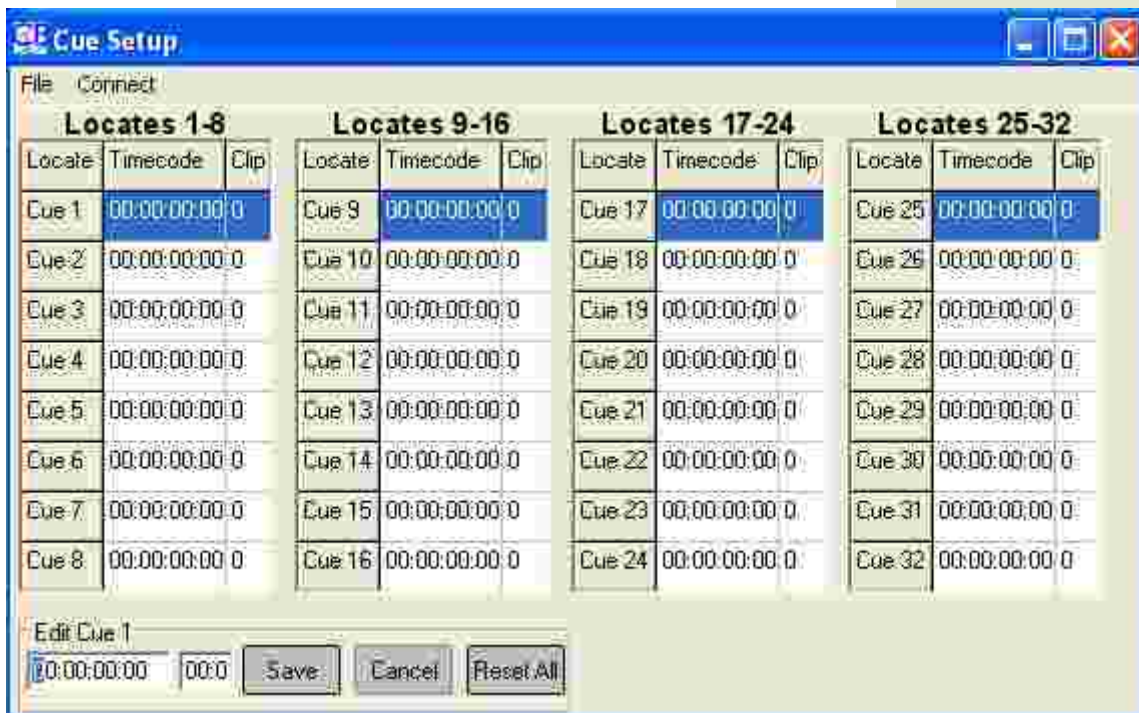 Cue Setup
File Connect
Locates 1-8 Locates 9-16 Locates 17-24 Locates 25-32
Locate Timecode Clip Locate Timecode Clip Locate Timecode Clip Locate Timecode Clip
Cue 1 00:00:00:00 0 Cue 9 00:00:00:00 0 Cue 17 00:00:00:00 0 Cue 25 00:00:00:00 0
Cue 2 00:00:00:00 0 Cue 10 00:00:00:00 0 Cue 18 00:00:00:00 0 Cue 26 00:00:00:00 0
Cue 3 00:00:00:00 0 Cue 11 00:00:00:00 0 Cue 19 00:00:00:00 0 Cue 27 00:00:00:00 0
Cue 4 00:00:00:00 0 Cue 12 00:00:00:00 0 Cue 20 00:00:00:00 0 Cue 28 00:00:00:00 0
Cue 5 00:00:00:00 0 Cue 13 00:00:00:00 0 Cue 21 00:00:00:00 0 Cue 29 00:00:00:00 0
Cue 6 00:00:00:00 0 Cue 14 00:00:00:00 0 Cue 22 00:00:00:00 0 Cue 30 00:00:00:00 0
Cue 7 00:00:00:00 0 Cue 15 00:00:00:00 0 Cue 23 00:00:00:00 0 Cue 31 00:00:00:00 0
Cue 8 00:00:00:00 0 Cue 16 00:00:00:00 0 Cue 24 00:00:00:00 0 Cue 32 00:00:00:00 0
Edit Cue 1
00:00:00:00 00:0 Save Cancel Reset All